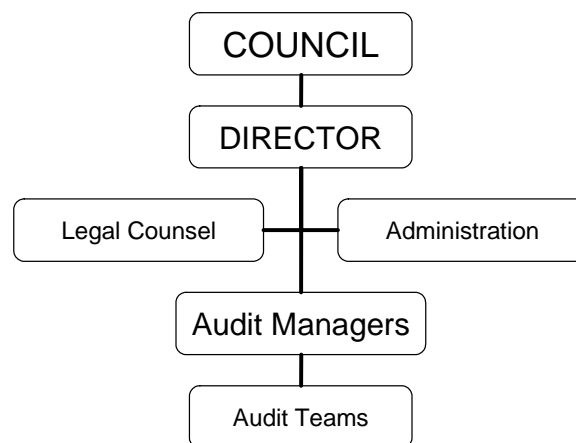 COUNCIL
DIRECTOR
Legal Counsel
Administration
Audit Managers
Audit Teams